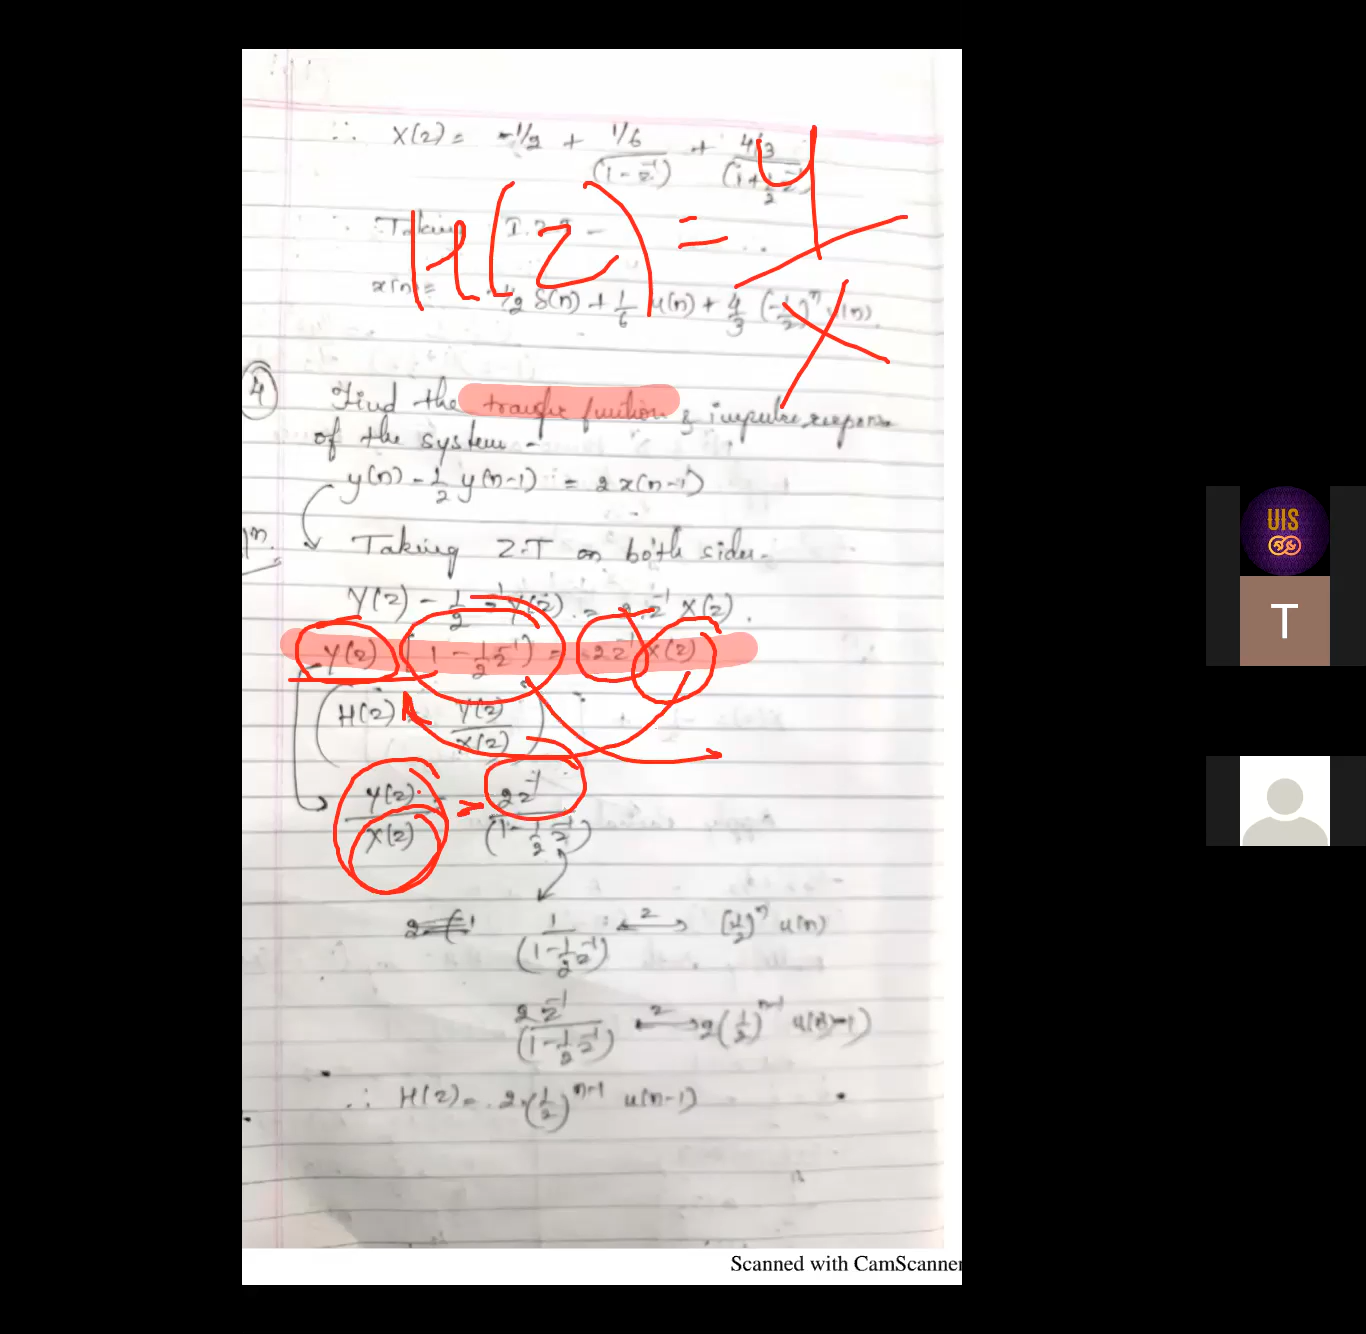 ∴ X(z) = -1/2 + 1/6/(1-z⁻¹) + 4/3/(1+1/2 z⁻¹)
H(z) = Y/X
Taking I.Z
x(n) = 1/2 δ(n) + 1/6 u(n) + 4/3 (-1/2)ⁿ u(n)
4 Find the transfer function & impulse respons
of the system -
y(n) - 1/2 y(n-1) = 2x(n-1)
Taking Z.T on both sides-
Y(z) - 1/2 z⁻¹ Y(z) = 2z⁻¹ X(z).
Y(z) (1 - 1/2 z⁻¹) = 2z⁻¹ X(z)
(H(z) = Y(z)/X(z))
Y(z)/X(z) = 2z⁻¹/(1-1/2 z⁻¹)
1/(1-1/2 z⁻¹) ⟷z (1/2)ⁿ u(n)
2z⁻¹/(1-1/2 z⁻¹) ⟷z 2(1/2)ⁿ⁻¹ u(n-1)
∴ H(z) = 2(1/2)ⁿ⁻¹ u(n-1)
Scanned with CamScanner
UIS
T